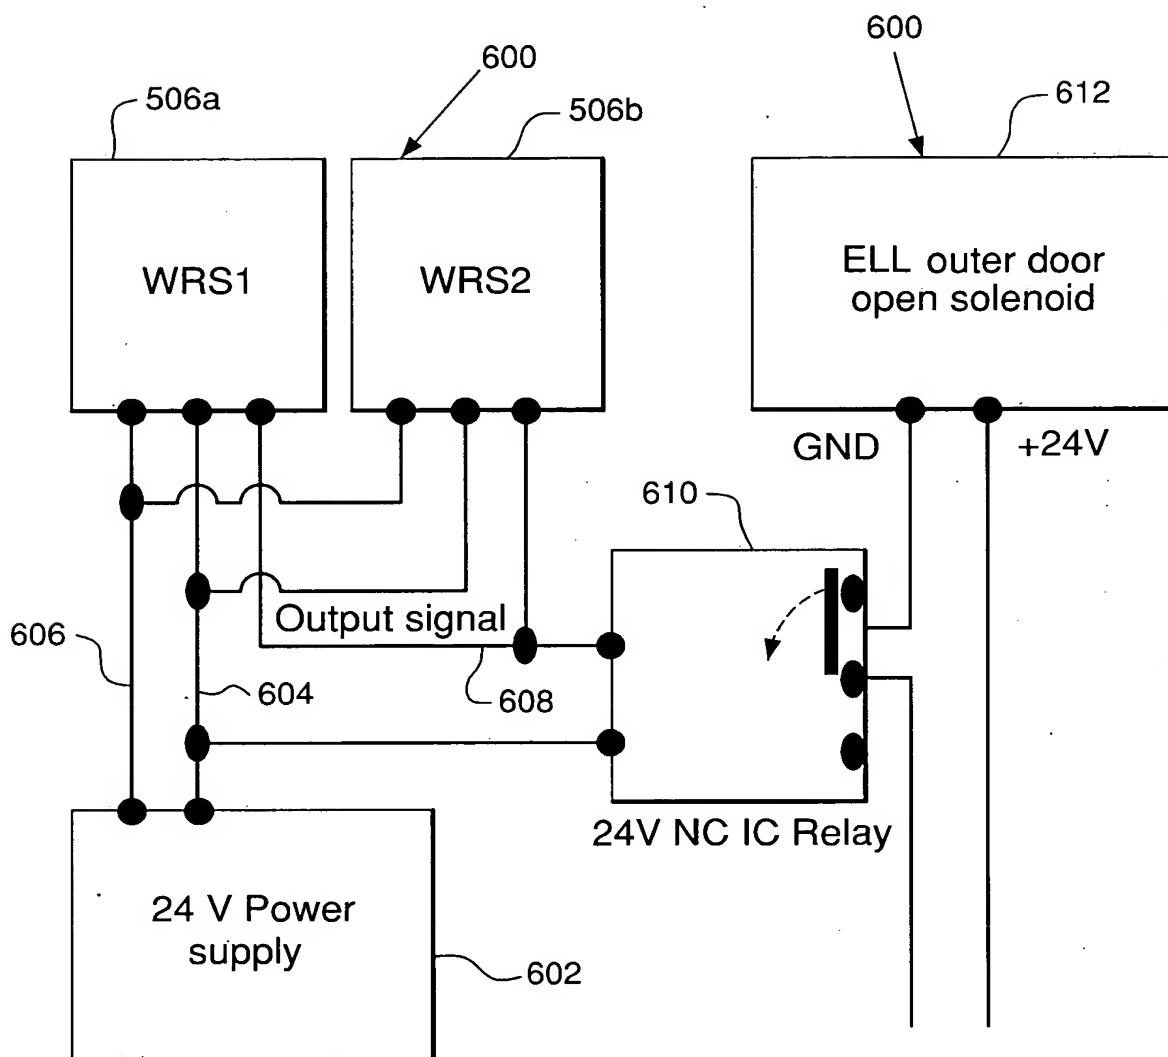 600
600
506a
506b
612
WRS1
WRS2
ELL outer door
open solenoid
GND
+24V
610
Output signal
606
604
608
24V NC IC Relay
24 V Power
supply
602